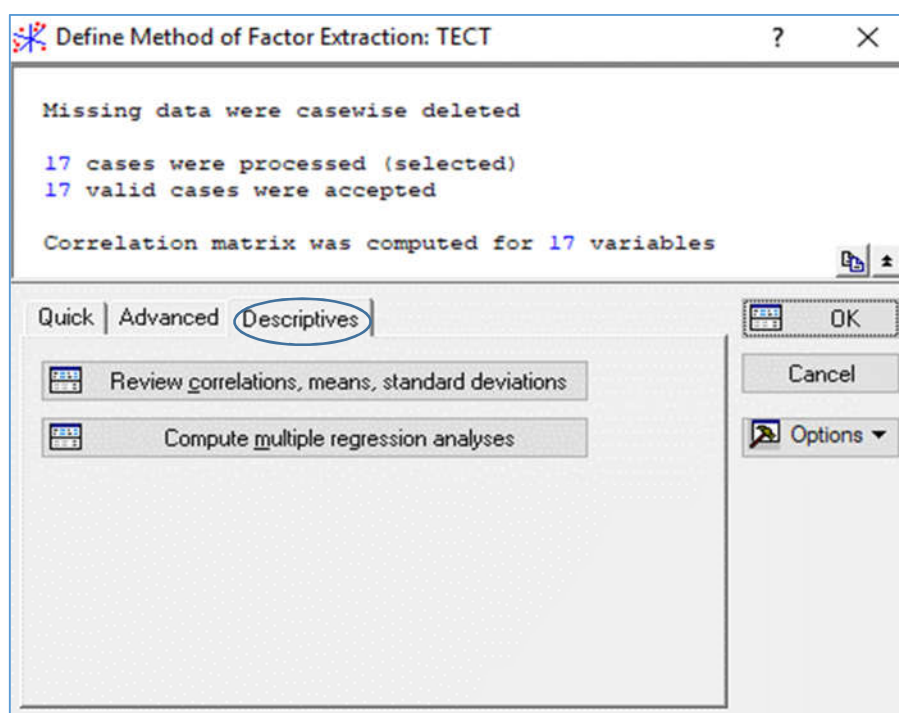 Define Method of Factor Extraction: TECT ? ×
Missing data were casewise deleted
17 cases were processed (selected)
17 valid cases were accepted
Correlation matrix was computed for 17 variables
Quick Advanced Descriptives
OK
Review correlations, means, standard deviations
Cancel
Compute multiple regression analyses
Options